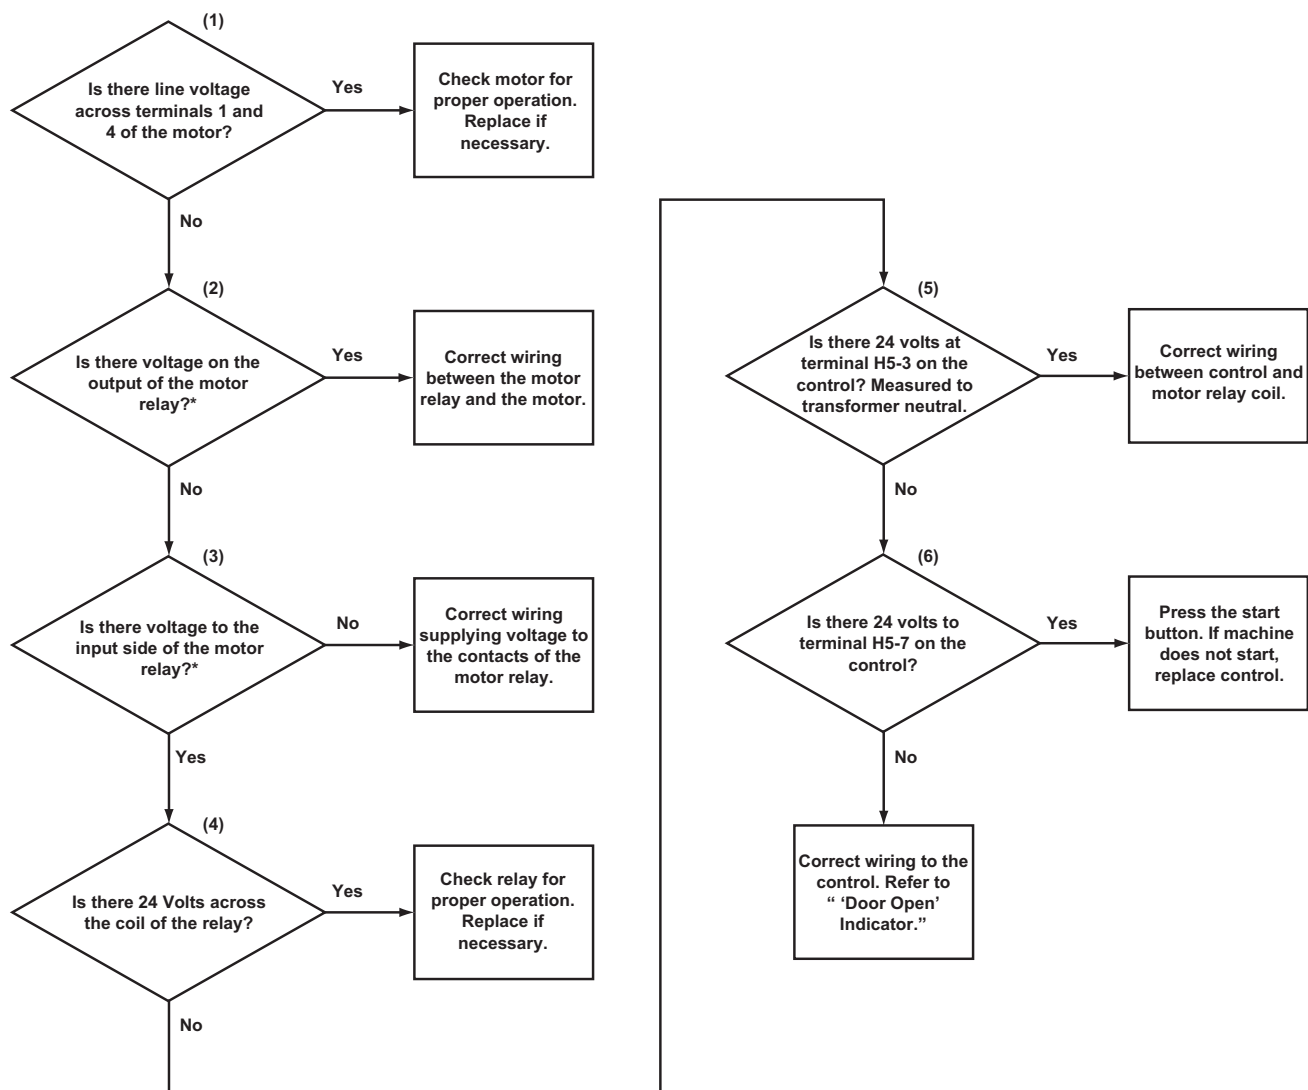 (1)
Is there line voltage
across terminals 1 and
4 of the motor?
Yes
Check motor for
proper operation.
Replace if
necessary.
No
(2)
Is there voltage on the
output of the motor
relay?*
Yes
Correct wiring
between the motor
relay and the motor.
No
(3)
Is there voltage to the
input side of the motor
relay?*
No
Correct wiring
supplying voltage to
the contacts of the
motor relay.
Yes
(4)
Is there 24 Volts across
the coil of the relay?
Yes
Check relay for
proper operation.
Replace if
necessary.
No
(5)
Is there 24 volts at
terminal H5-3 on the
control? Measured to
transformer neutral.
Yes
Correct wiring
between control and
motor relay coil.
No
(6)
Is there 24 volts to
terminal H5-7 on the
control?
Yes
Press the start
button. If machine
does not start,
replace control.
No
Correct wiring to the
control. Refer to
“ ‘Door Open’
Indicator.”